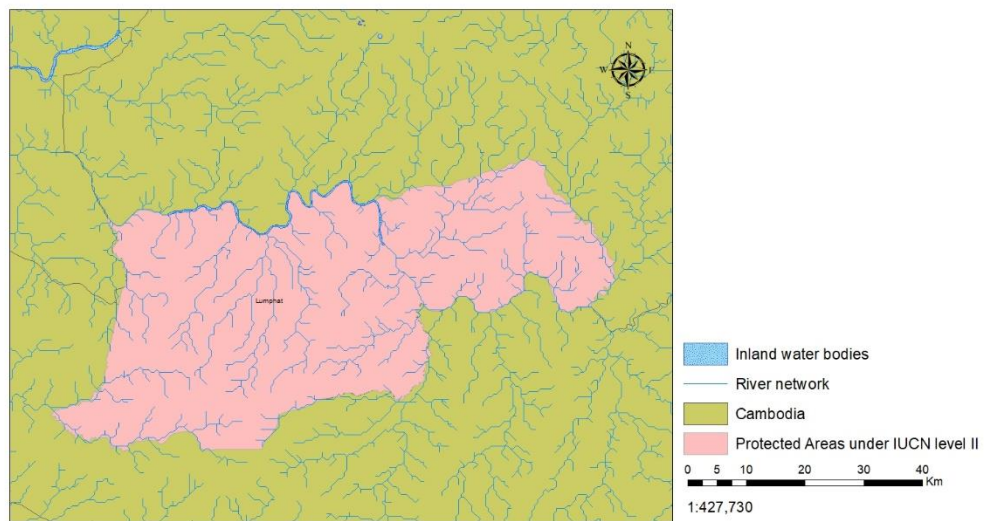 N
W E
S
Lumphat
Inland water bodies
River network
Cambodia
Protected Areas under IUCN level II
0 5 10 20 30 40
Km
1:427,730